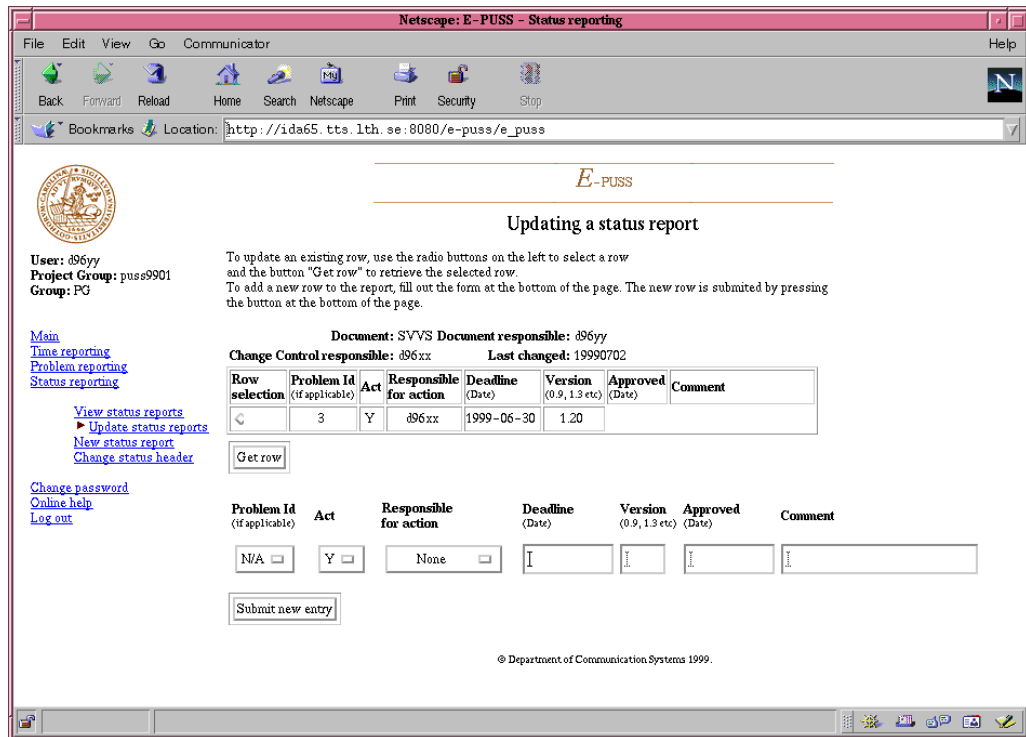 Netscape: E-PUSS - Status reporting
File Edit View Go Communicator Help
Back Forward Reload Home Search Netscape Print Security Stop
My
N
Bookmarks Location: http://ida65.tts.lth.se:8080/e-puss/e_puss
E-PUSS
Updating a status report
User: d96yy
Project Group: puss9901
Group: PG
Main
Time reporting
Problem reporting
Status reporting
View status reports
Update status reports
New status report
Change status header
Change password
Online help
Log out
To update an existing row, use the radio buttons on the left to select a row
and the button "Get row" to retrieve the selected row.
To add a new row to the report, fill out the form at the bottom of the page. The new row is submited by pressing
the button at the bottom of the page.
Document: SVVS Document responsible: d96yy
Change Control responsible: d96xx Last changed: 19990702
Row Problem Id Act Responsible Deadline Version Approved Comment
selection (if applicable) for action (Date) (0.9, 1.3 etc) (Date)
3 Y d96xx 1999-06-30 1.20
Get row
Problem Id Act Responsible Deadline Version Approved Comment
(if applicable) for action (Date) (0.9, 1.3 etc) (Date)
N/A Y None
Submit new entry
© Department of Communication Systems 1999.